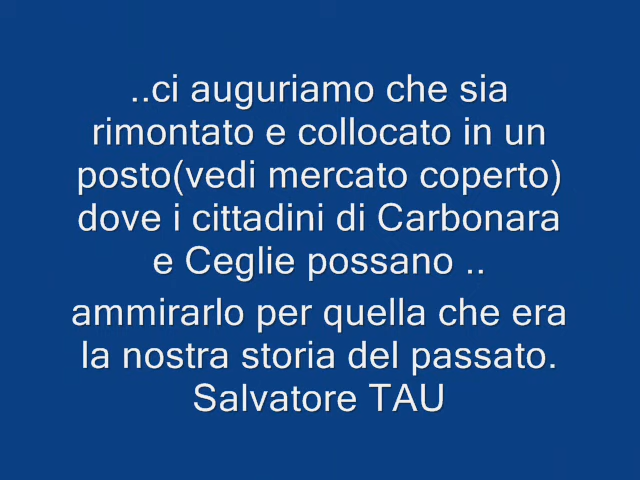 ..ci auguriamo che sia
rimontato e collocato in un
posto(vedi mercato coperto)
dove i cittadini di Carbonara
e Ceglie possano ..
ammirarlo per quella che era
la nostra storia del passato.
Salvatore TAU